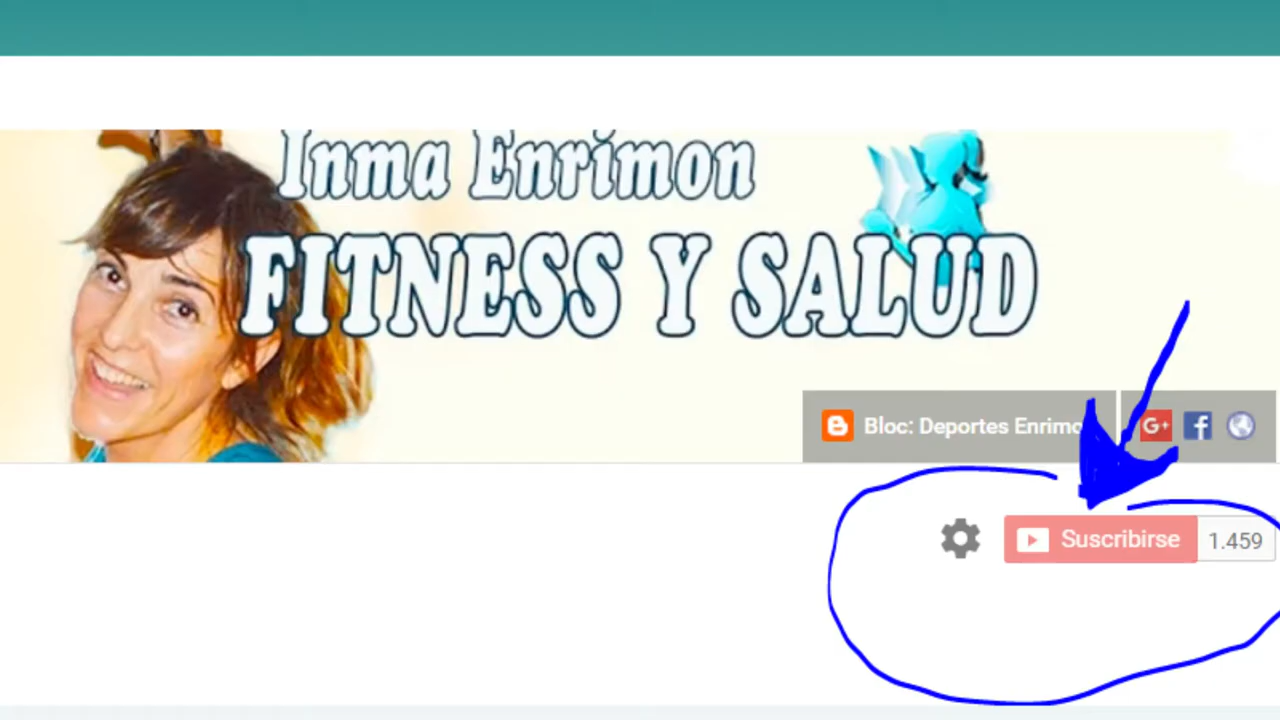 Inma Enrimon
FITNESS Y SALUD
Bloc: Deportes Enrimo
G+
Suscribirse 1.459